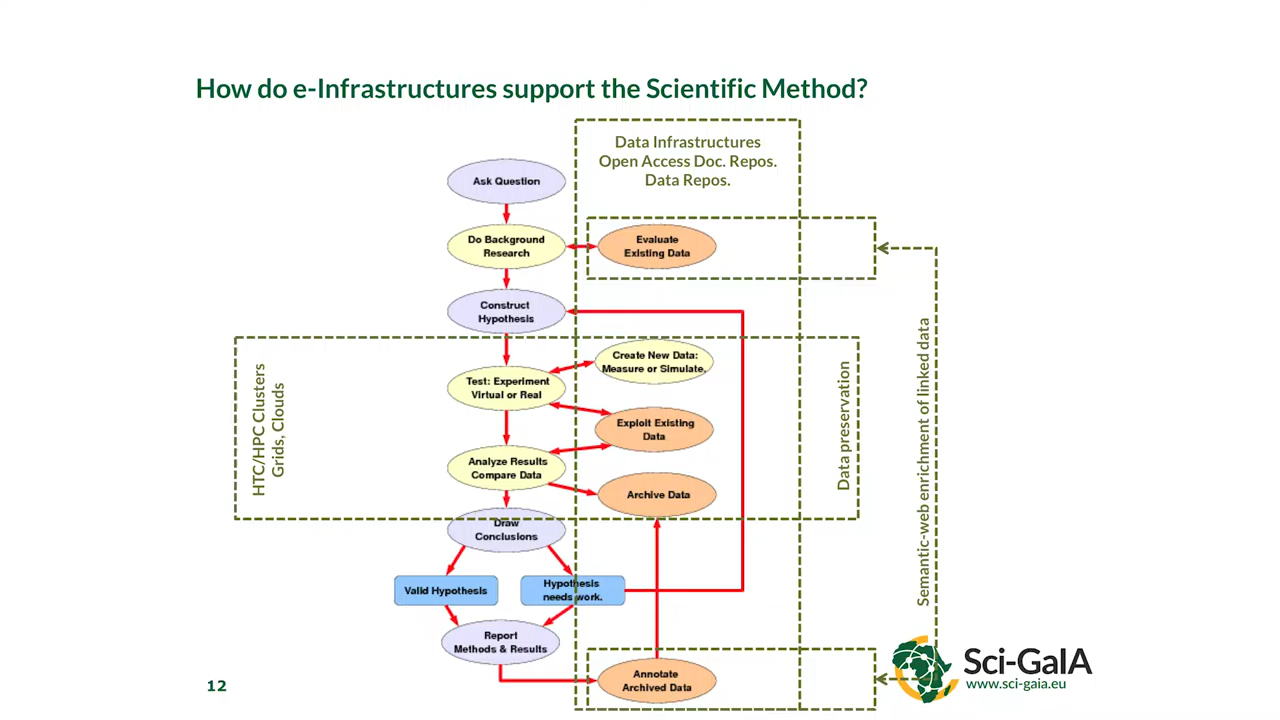 How do e-Infrastructures support the Scientific Method?
Data Infrastructures
Open Access Doc. Repos.
Data Repos.
Ask Question
Do Background
Research
Evaluate
Existing Data
Construct
Hypothesis
HTC/HPC Clusters
Grids, Clouds
Create New Data:
Measure or Simulate.
Test: Experiment
Virtual or Real
Exploit Existing
Data
Analyze Results
Compare Data
Archive Data
Data preservation
Semantic-web enrichment of linked data
Draw
Conclusions
Valid Hypothesis
Hypothesis
needs work.
Report
Methods & Results
Annotate
Archived Data
12
Sci-GaIA
www.sci-gaia.eu